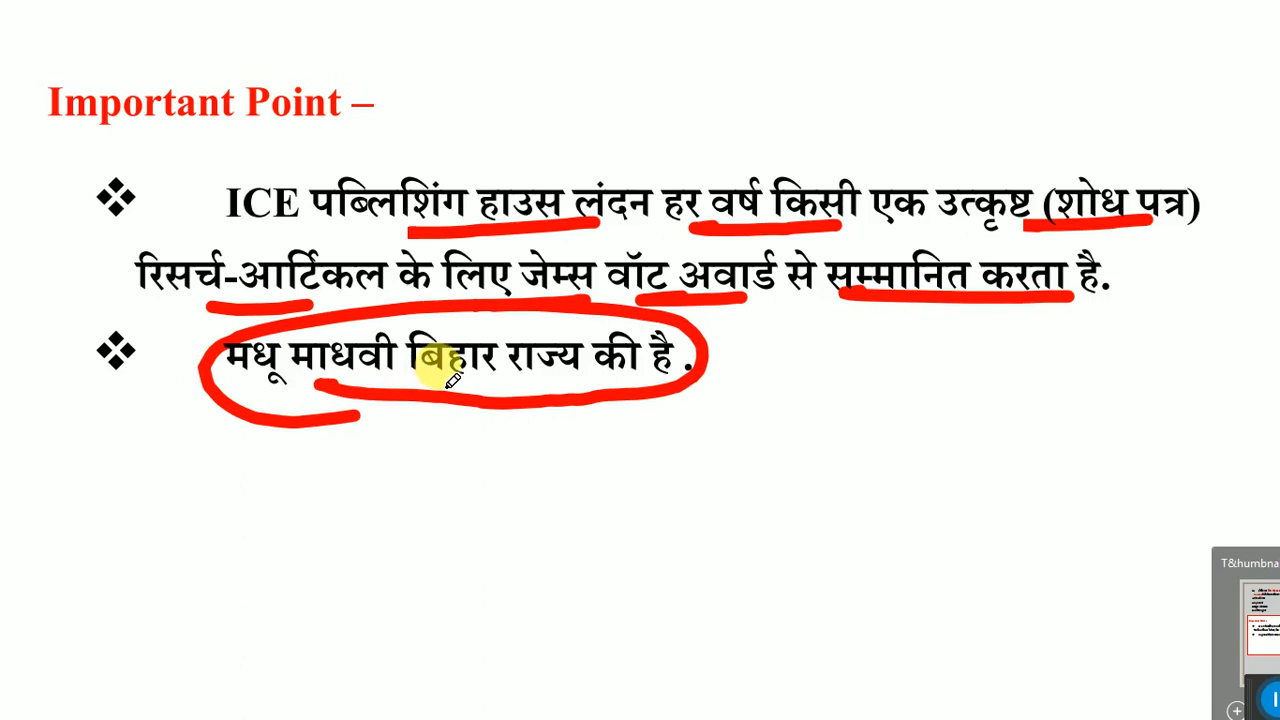 Important Point –
❖ ICE पब्लिशिंग हाउस लंदन हर वर्ष किसी एक उत्कृष्ट (शोध पत्र)
रिसर्च-आर्टिकल के लिए जेम्स वॉट अवार्ड से सम्मानित करता है.
❖ मधू माधवी बिहार राज्य की है .
T&humbna